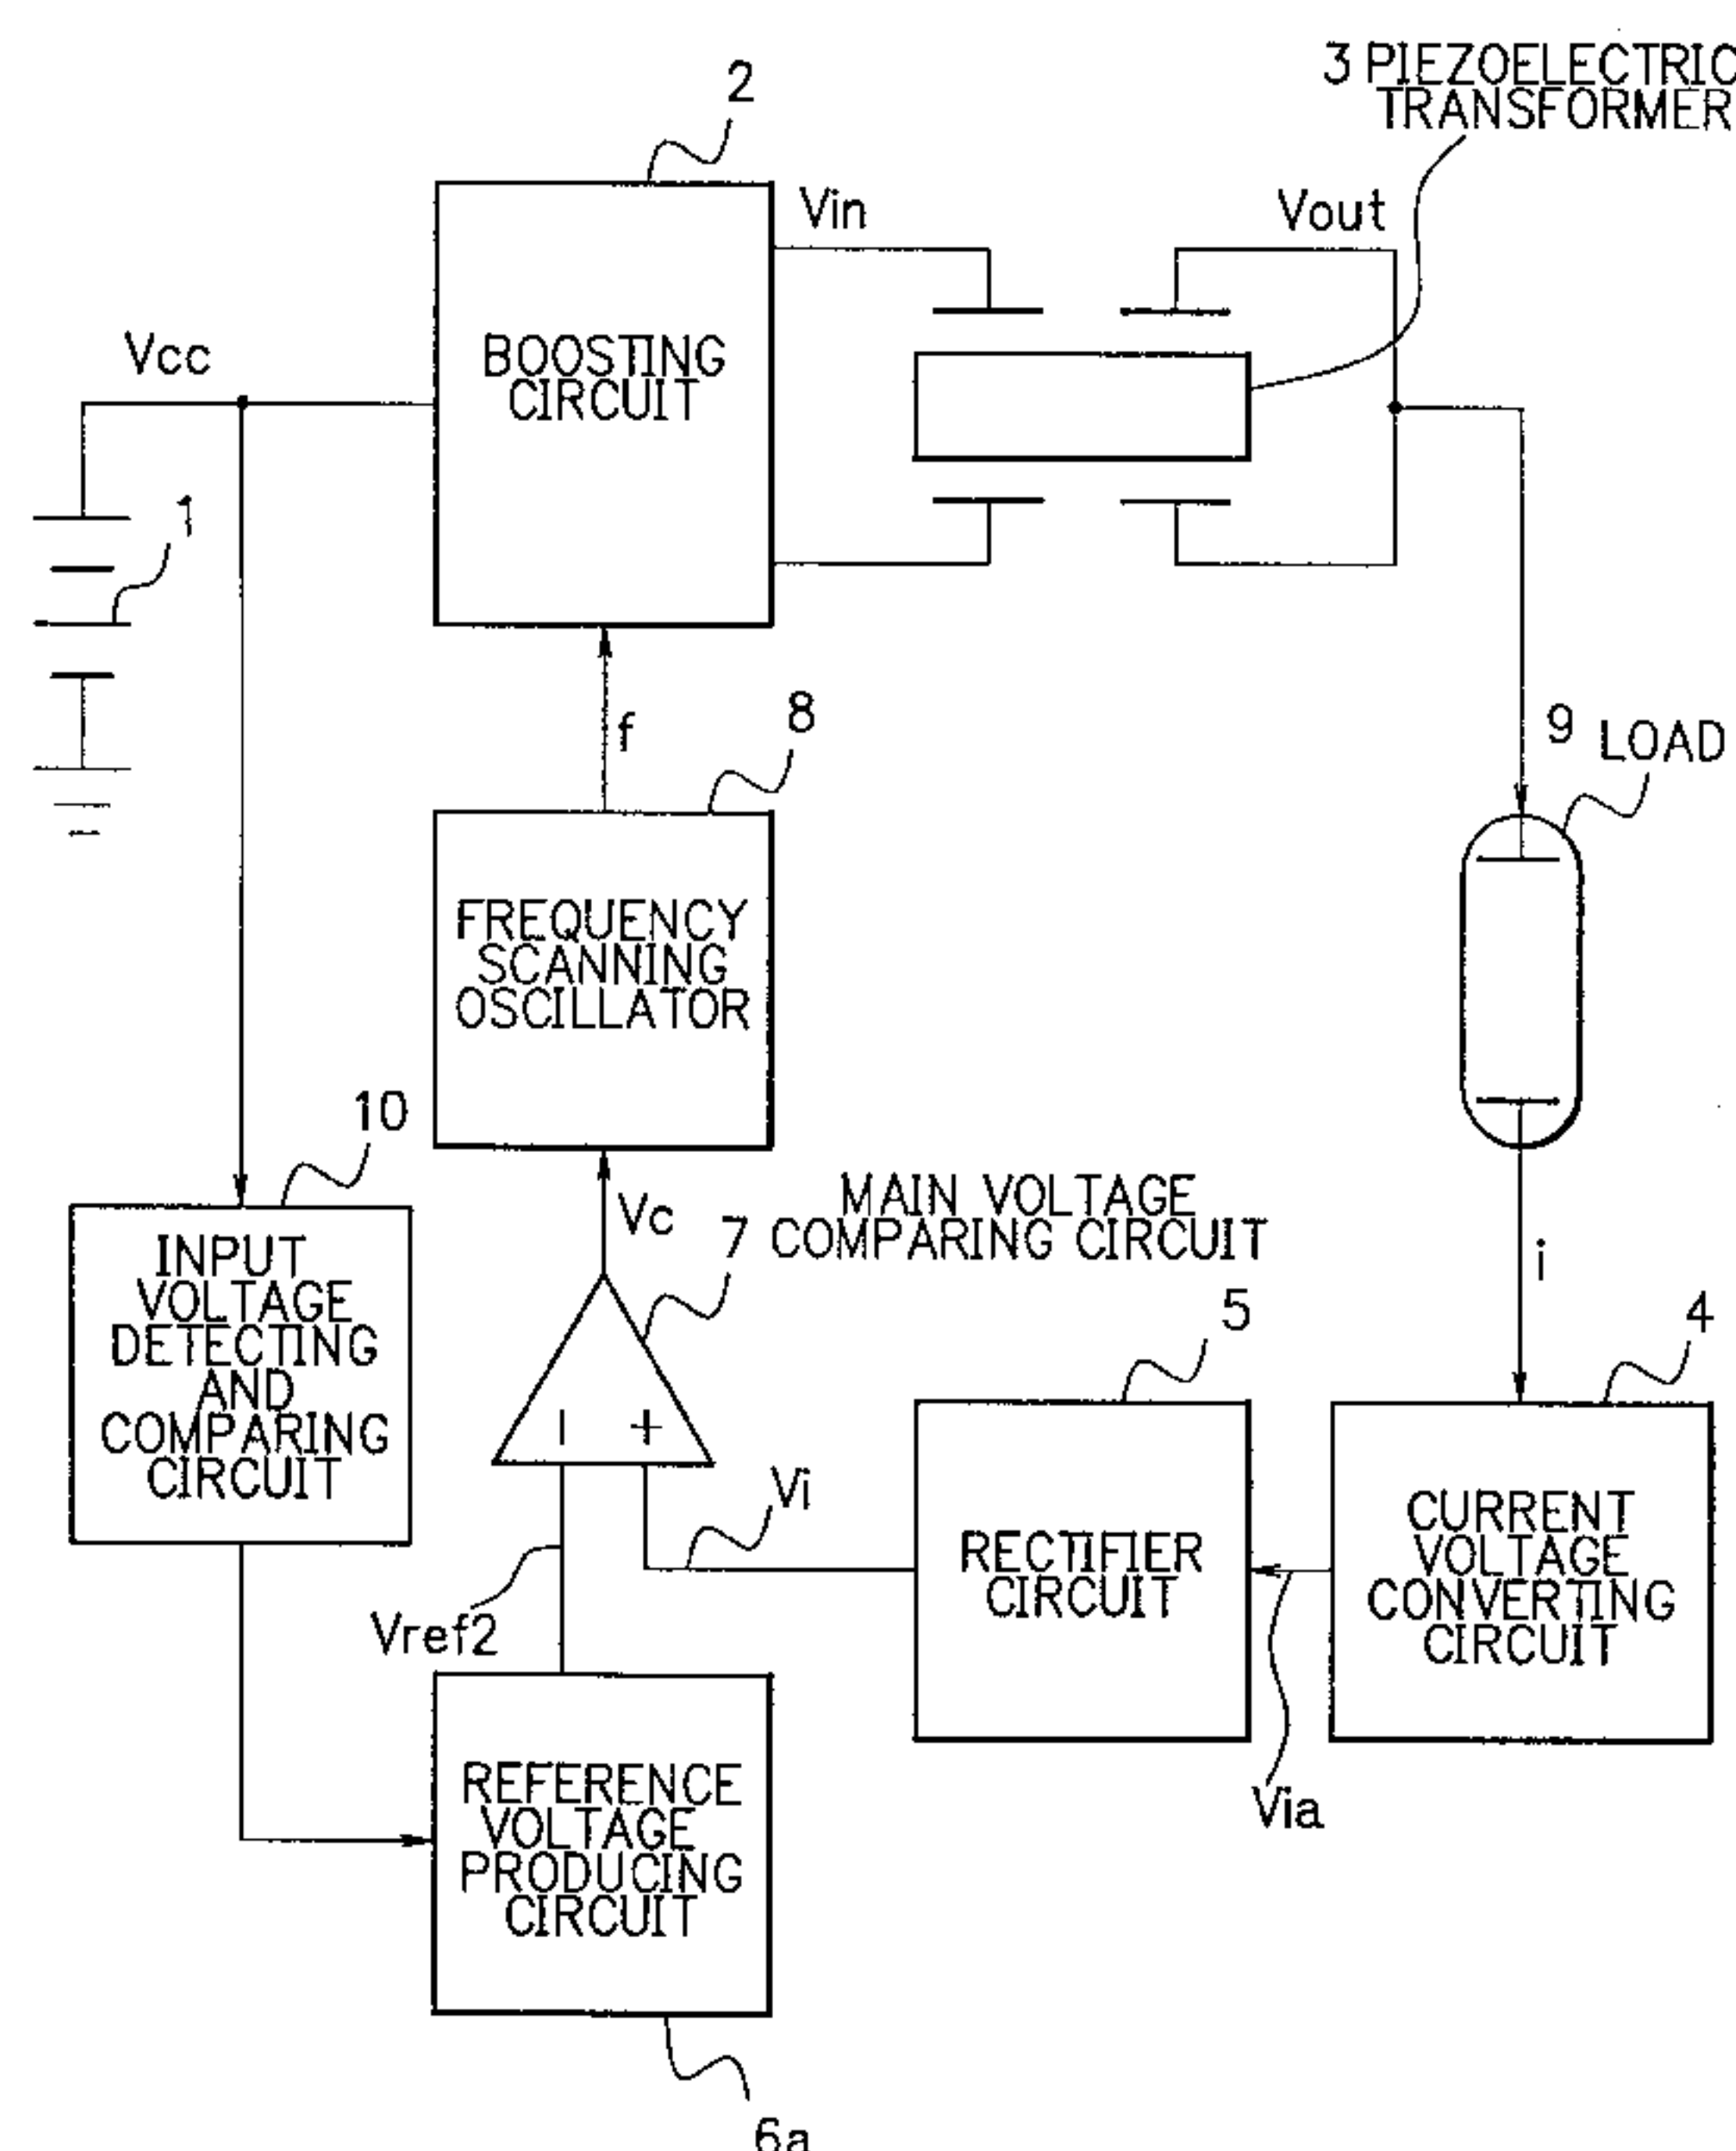 3 PIEZOELECTRIC
TRANSFORMER
2
Vin
Vout
Vcc
BOOSTING
CIRCUIT
1
f
8
9 LOAD
FREQUENCY
SCANNING
OSCILLATOR
10
Vc
7 MAIN VOLTAGE
COMPARING CIRCUIT
i
INPUT
VOLTAGE
DETECTING
AND
COMPARING
CIRCUIT
5
4
− +
Vi
RECTIFIER
CIRCUIT
CURRENT
VOLTAGE
CONVERTING
CIRCUIT
Vref2
Via
REFERENCE
VOLTAGE
PRODUCING
CIRCUIT
6a